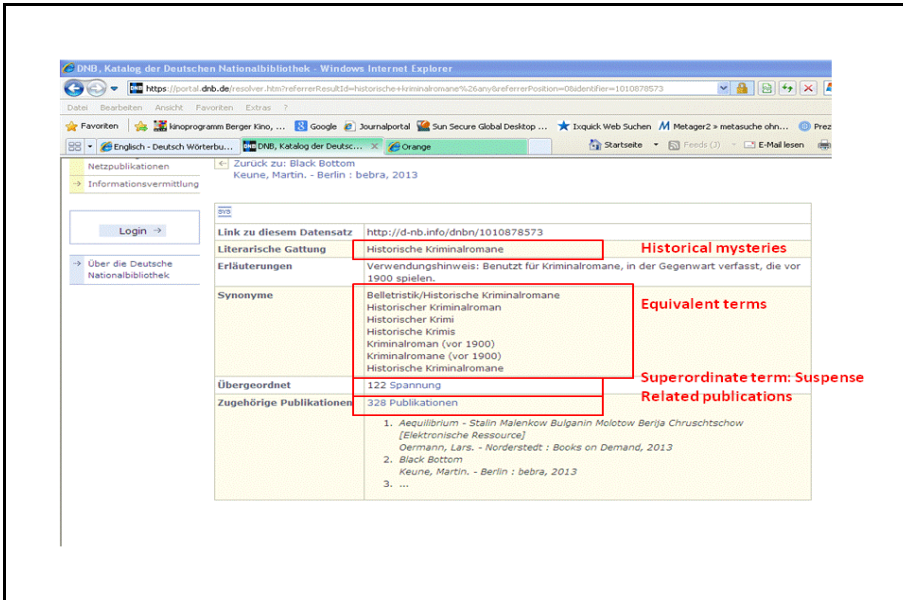 DNB, Katalog der Deutschen Nationalbibliothek - Windows Internet Explorer
https://portal.dnb.de/resolver.htm?referrerResultId=historische+kriminalromane%26any&referrerPosition=0&identifier=1010878573
Datei Bearbeiten Ansicht Favoriten Extras ?
Favoriten kinoprogramm Berger Kino, ... Google Journalportal Sun Secure Global Desktop ... Ixquick Web Suchen Metager2 » metasuche ohn... Prez
Englisch - Deutsch Wörterbu... DNB, Katalog der Deutsc... Orange Startseite Feeds (J) E-Mail lesen
Netzpublikationen
Informationsvermittlung
Login
Über die Deutsche
Nationalbibliothek
Zurück zu: Black Bottom
Keune, Martin. - Berlin : bebra, 2013
SYS
Link zu diesem Datensatz http://d-nb.info/dnbn/1010878573
Literarische Gattung Historische Kriminalromane Historical mysteries
Erläuterungen Verwendungshinweis: Benutzt für Kriminalromane, in der Gegenwart verfasst, die vor
1900 spielen.
Synonyme Belletristik/Historische Kriminalromane Equivalent terms
Historischer Kriminalroman
Historischer Krimi
Historische Krimis
Kriminalroman (vor 1900)
Kriminalromane (vor 1900)
Historische Kriminalromane
Übergeordnet 122 Spannung Superordinate term: Suspense
Zugehörige Publikationen 328 Publikationen Related publications
1. Aequilibrium - Stalin Malenkow Bulganin Molotow Berija Chruschtschow
[Elektronische Ressource]
Oermann, Lars. - Norderstedt : Books on Demand, 2013
2. Black Bottom
Keune, Martin. - Berlin : bebra, 2013
3. ...